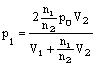 p₁ = (2 (n₁/n₂) p₀ V₂) / (V₁ + (n₁/n₂) V₂)